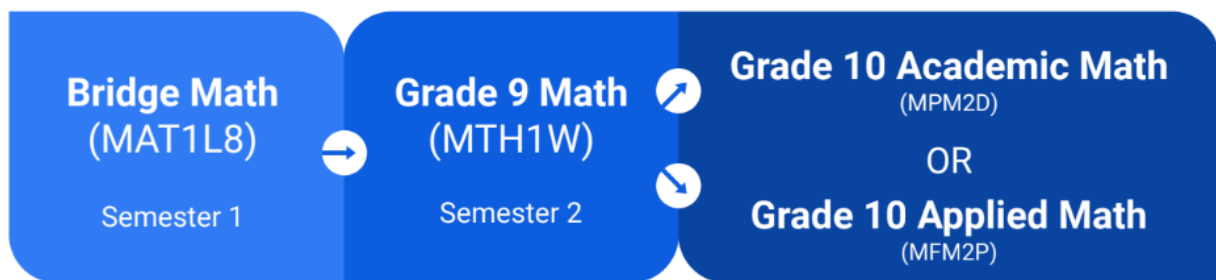 Bridge Math
(MAT1L8)
Semester 1
Grade 9 Math
(MTH1W)
Semester 2
Grade 10 Academic Math
(MPM2D)
OR
Grade 10 Applied Math
(MFM2P)